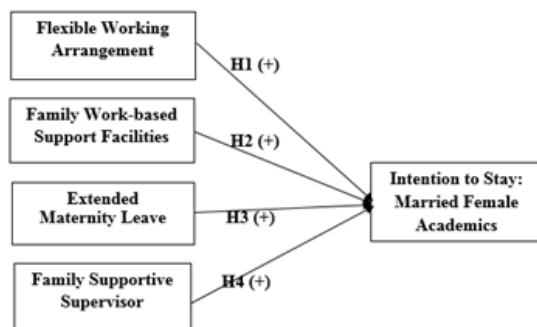 Flexible Working
Arrangement
H1 (+)
Family Work-based
Support Facilities
H2 (+)
Extended
Maternity Leave
H3 (+)
Family Supportive
Supervisor
H4 (+)
Intention to Stay:
Married Female
Academics